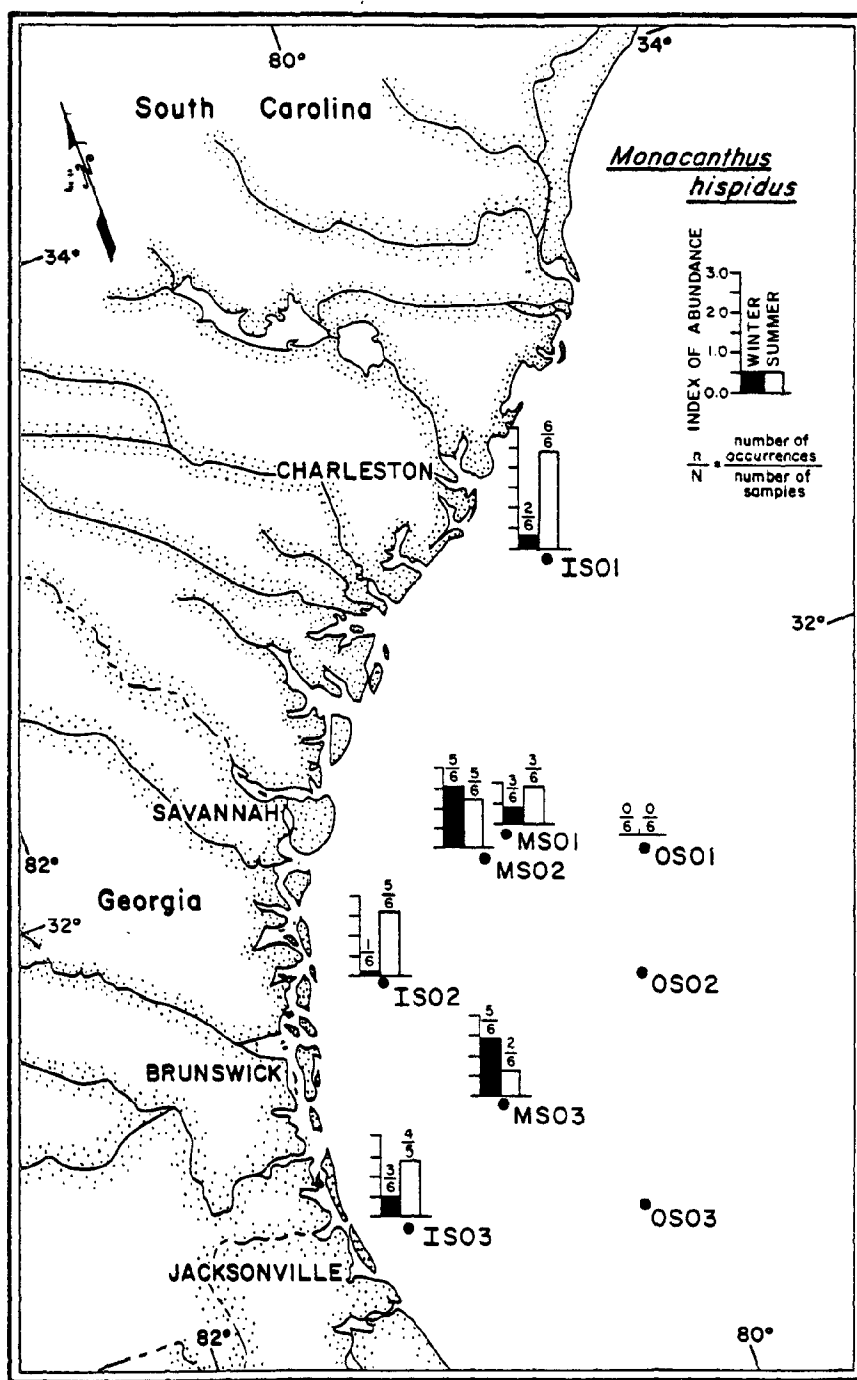 80°
34°
South Carolina
Monacanthus
hispidus
34°
INDEX OF ABUNDANCE
3.0
2.0
1.0
0.0
WINTER
SUMMER
n/N = number of occurrences / number of samples
CHARLESTON
2/6 6/6
IS01
32°
5/6 5/6
3/6 3/6
0/6 0/6
SAVANNAH
MS01
OS01
MS02
82°
Georgia
1/6 5/6
32°
IS02
OS02
5/6 2/6
BRUNSWICK
MS03
3/6 4/5
OS03
IS03
JACKSONVILLE
82°
80°